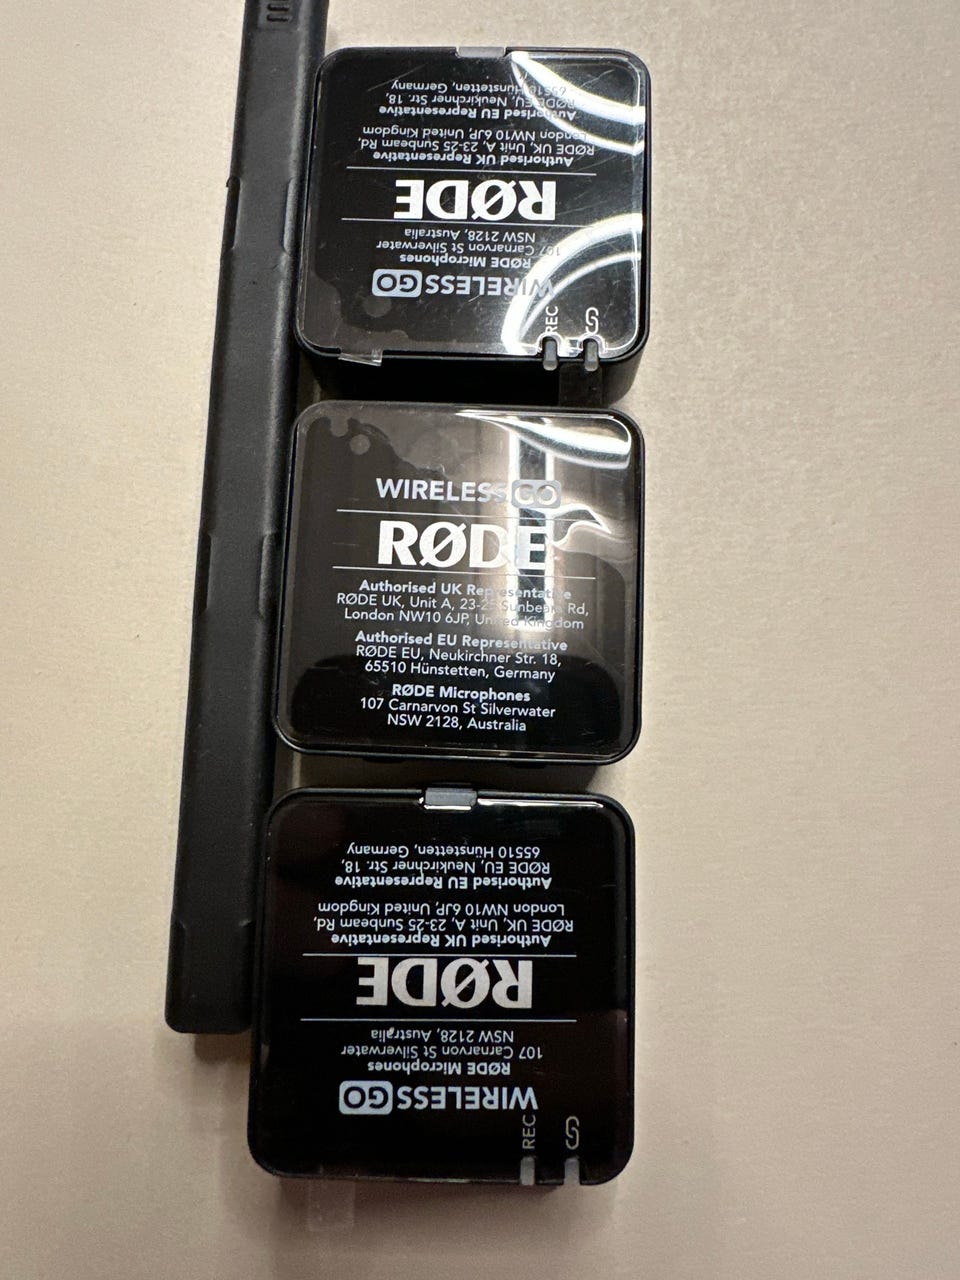 WIRELESS GO
RØDE Microphones
107 Carnarvon St Silverwater
NSW 2128, Australia
RØDE
Authorised UK Representative
RØDE UK, Unit A, 23-25 Sunbeam Rd,
London NW10 6JP, United Kingdom
Authorised EU Representative
RØDE EU, Neukirchner Str. 18,
65510 Hünstetten, Germany
REC
WIRELESS GO
RØDE
Authorised UK Representative
RØDE UK, Unit A, 23-25 Sunbeam Rd,
London NW10 6JP, United Kingdom
Authorised EU Representative
RØDE EU, Neukirchner Str. 18,
65510 Hünstetten, Germany
RØDE Microphones
107 Carnarvon St Silverwater
NSW 2128, Australia
WIRELESS GO
RØDE Microphones
107 Carnarvon St Silverwater
NSW 2128, Australia
RØDE
Authorised UK Representative
RØDE UK, Unit A, 23-25 Sunbeam Rd,
London NW10 6JP, United Kingdom
Authorised EU Representative
RØDE EU, Neukirchner Str. 18,
65510 Hünstetten, Germany
REC